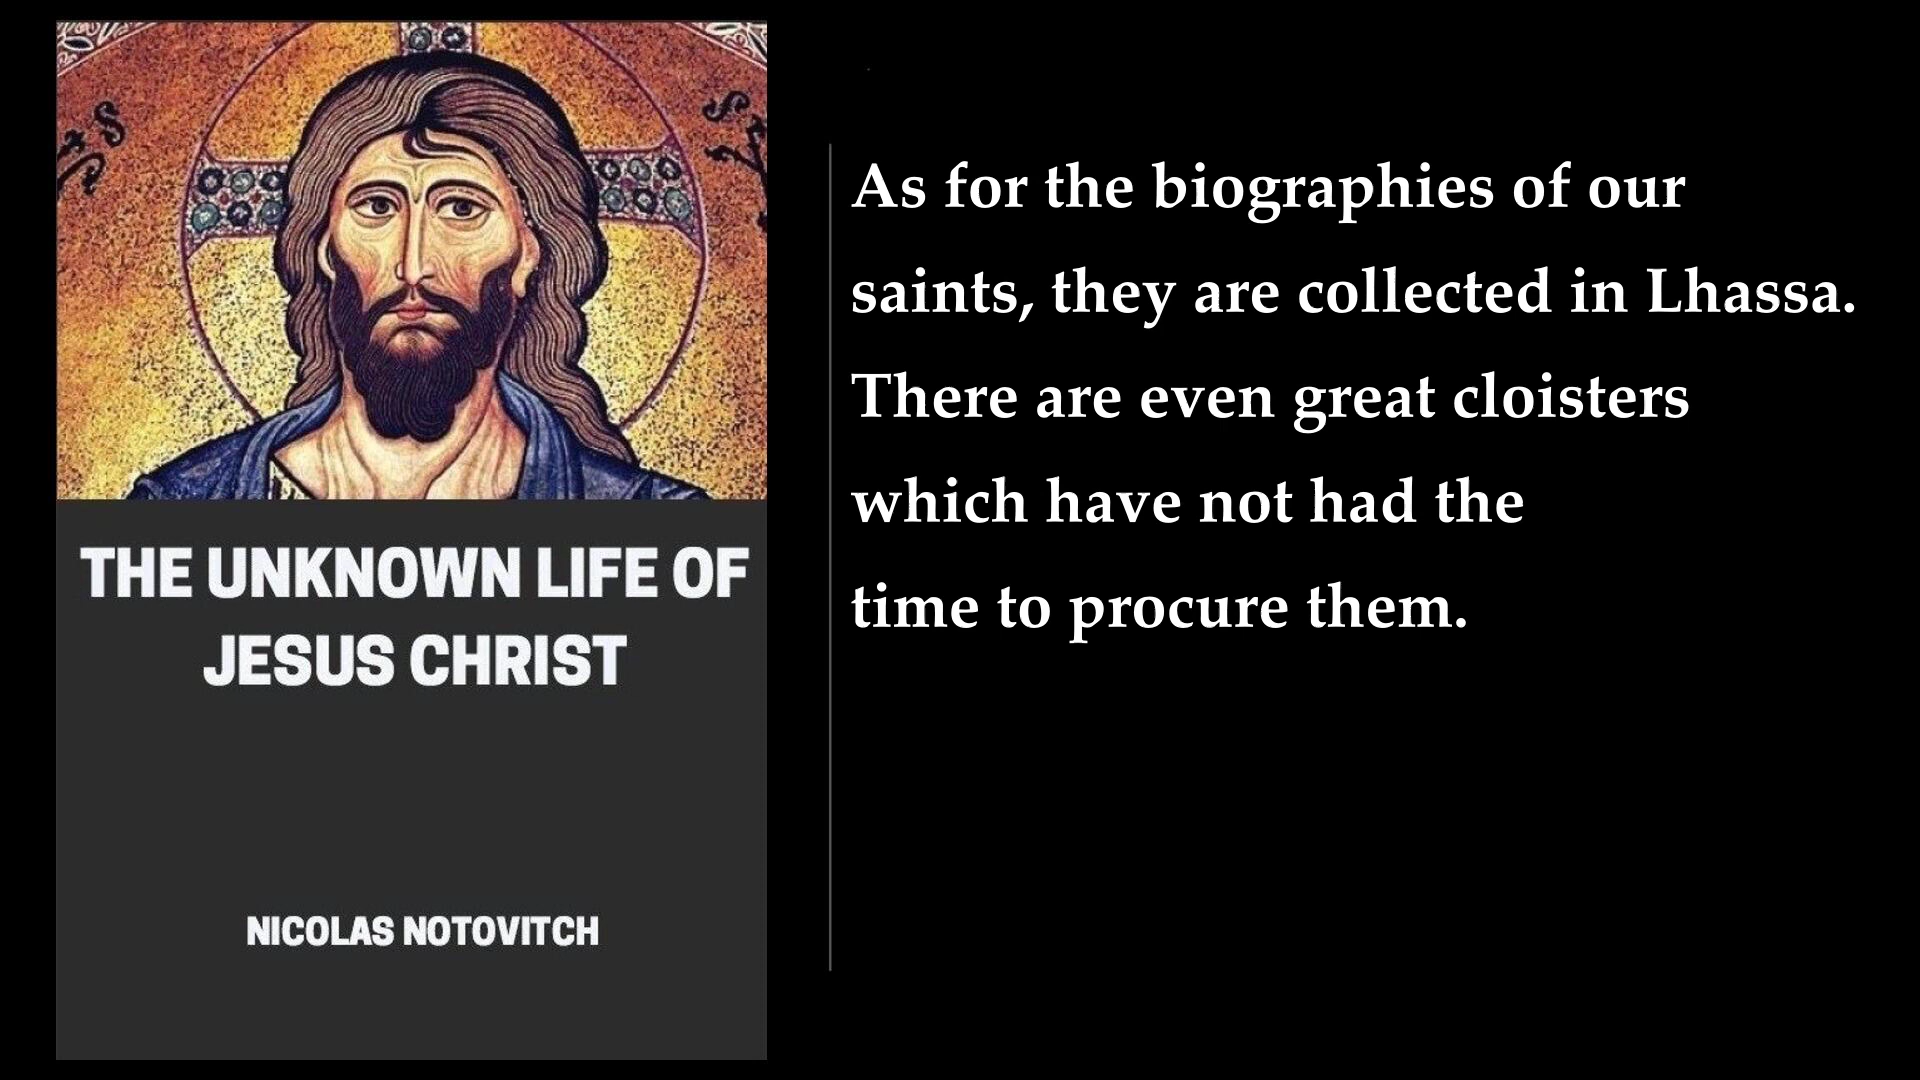 THE UNKNOWN LIFE OF
JESUS CHRIST
NICOLAS NOTOVITCH
As for the biographies of our
saints, they are collected in Lhassa.
There are even great cloisters
which have not had the
time to procure them.